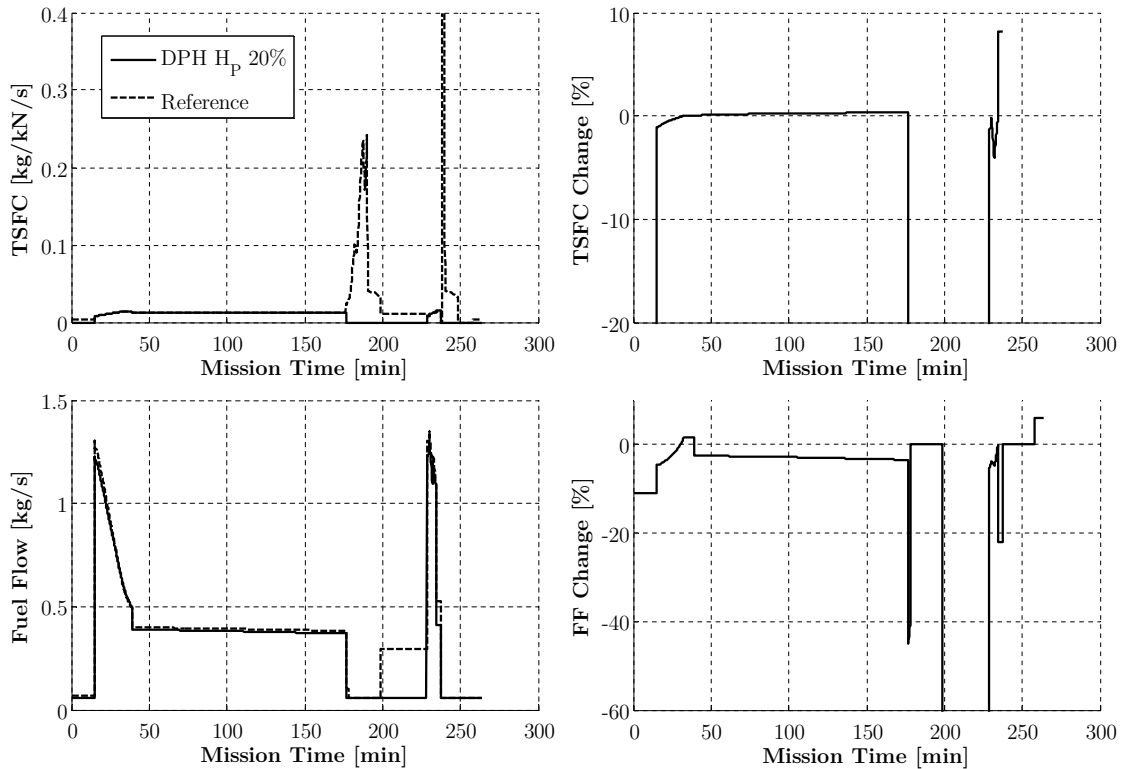 0.4
0.3
0.2
0.1
0
TSFC [kg/kN/s]
DPH H_P 20%
Reference
0 50 100 150 200 250 300
Mission Time [min]
10
0
-10
-20
TSFC Change [%]
0 50 100 150 200 250 300
Mission Time [min]
1.5
1
0.5
0
Fuel Flow [kg/s]
0 50 100 150 200 250 300
Mission Time [min]
0
-20
-40
-60
FF Change [%]
0 50 100 150 200 250 300
Mission Time [min]